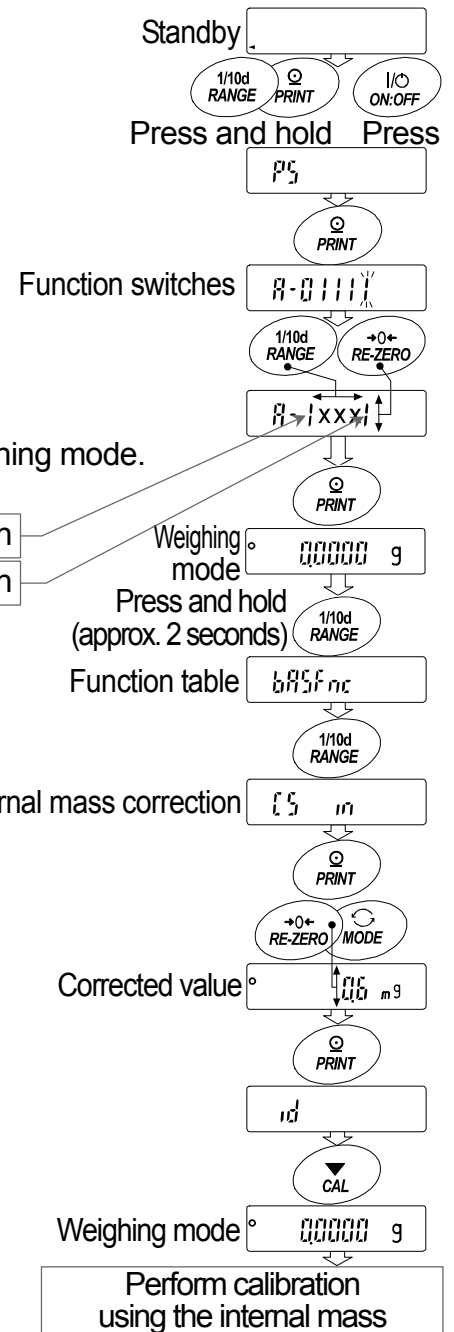 Standby
1/10d
RANGE
PRINT
I/
ON:OFF
Press and hold Press
PS
PRINT
Function switches
A-01111
1/10d
RANGE
→0←
RE-ZERO
A-1xxx1
ning mode.
PRINT
n
n
Weighing
mode
0.0000 g
Press and hold
(approx. 2 seconds)
1/10d
RANGE
Function table
bASFnc
1/10d
RANGE
rnal mass correction
CS in
PRINT
→0←
RE-ZERO
MODE
Corrected value
0.6 mg
PRINT
id
CAL
Weighing mode
0.0000 g
Perform calibration
using the internal mass